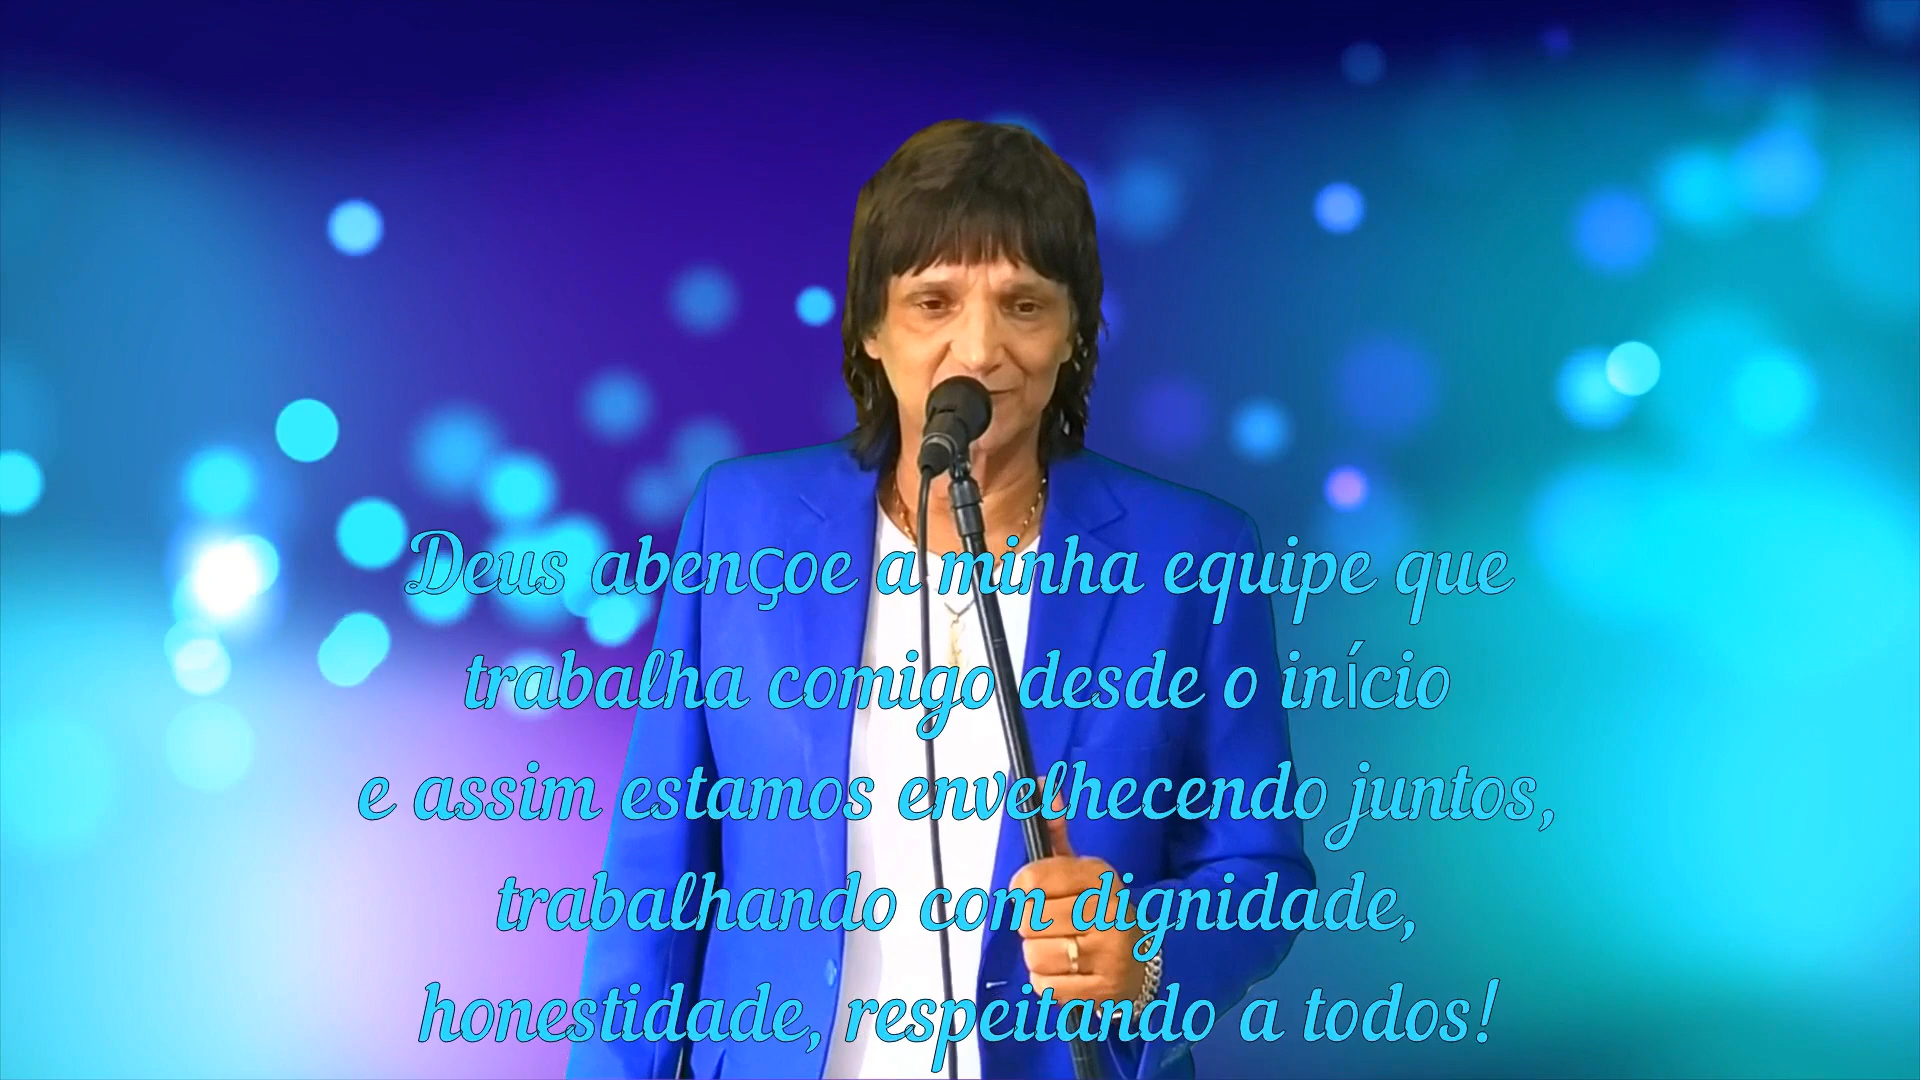 Deus abençoe a minha equipe que
trabalha comigo desde o início
e assim estamos envelhecendo juntos,
trabalhando com dignidade,
honestidade, respeitando a todos!